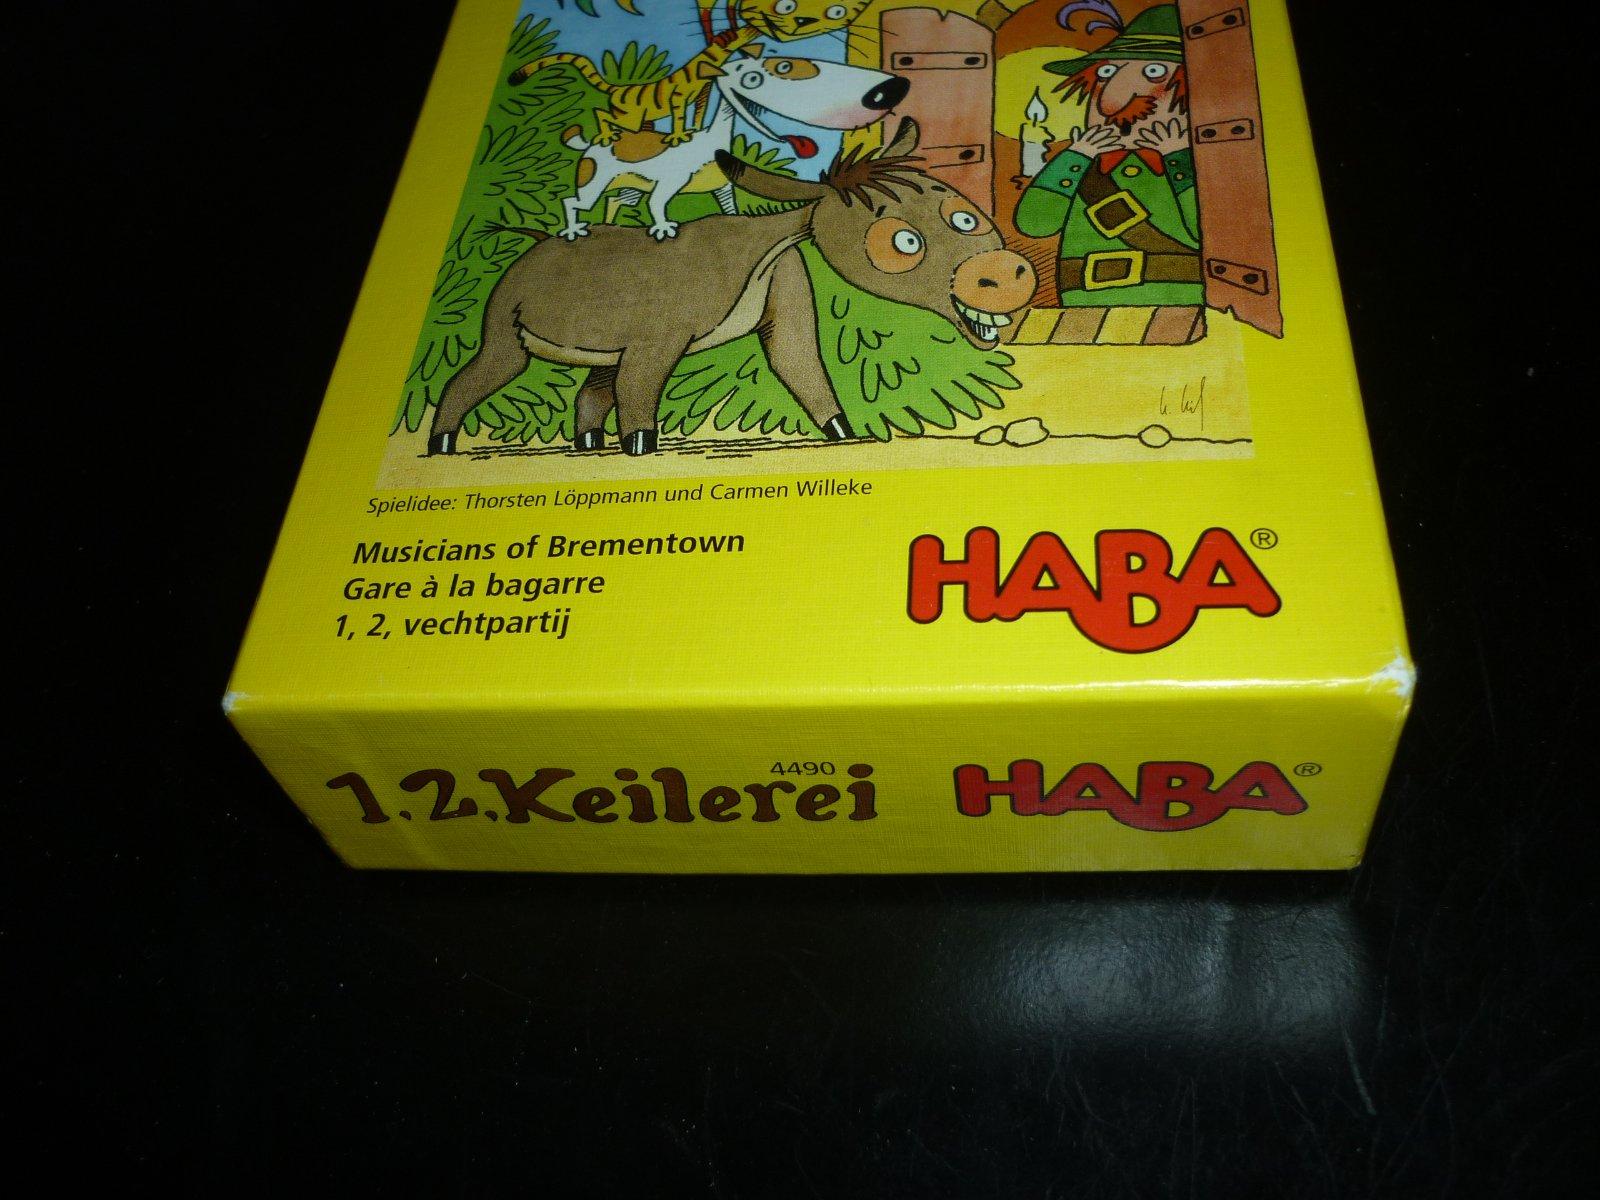 Spielidee: Thorsten Löppmann und Carmen Willeke
Musicians of Brementown
Gare à la bagarre
1, 2, vechtpartij
HABA®
4490
1, 2, Keilerei
HABA®